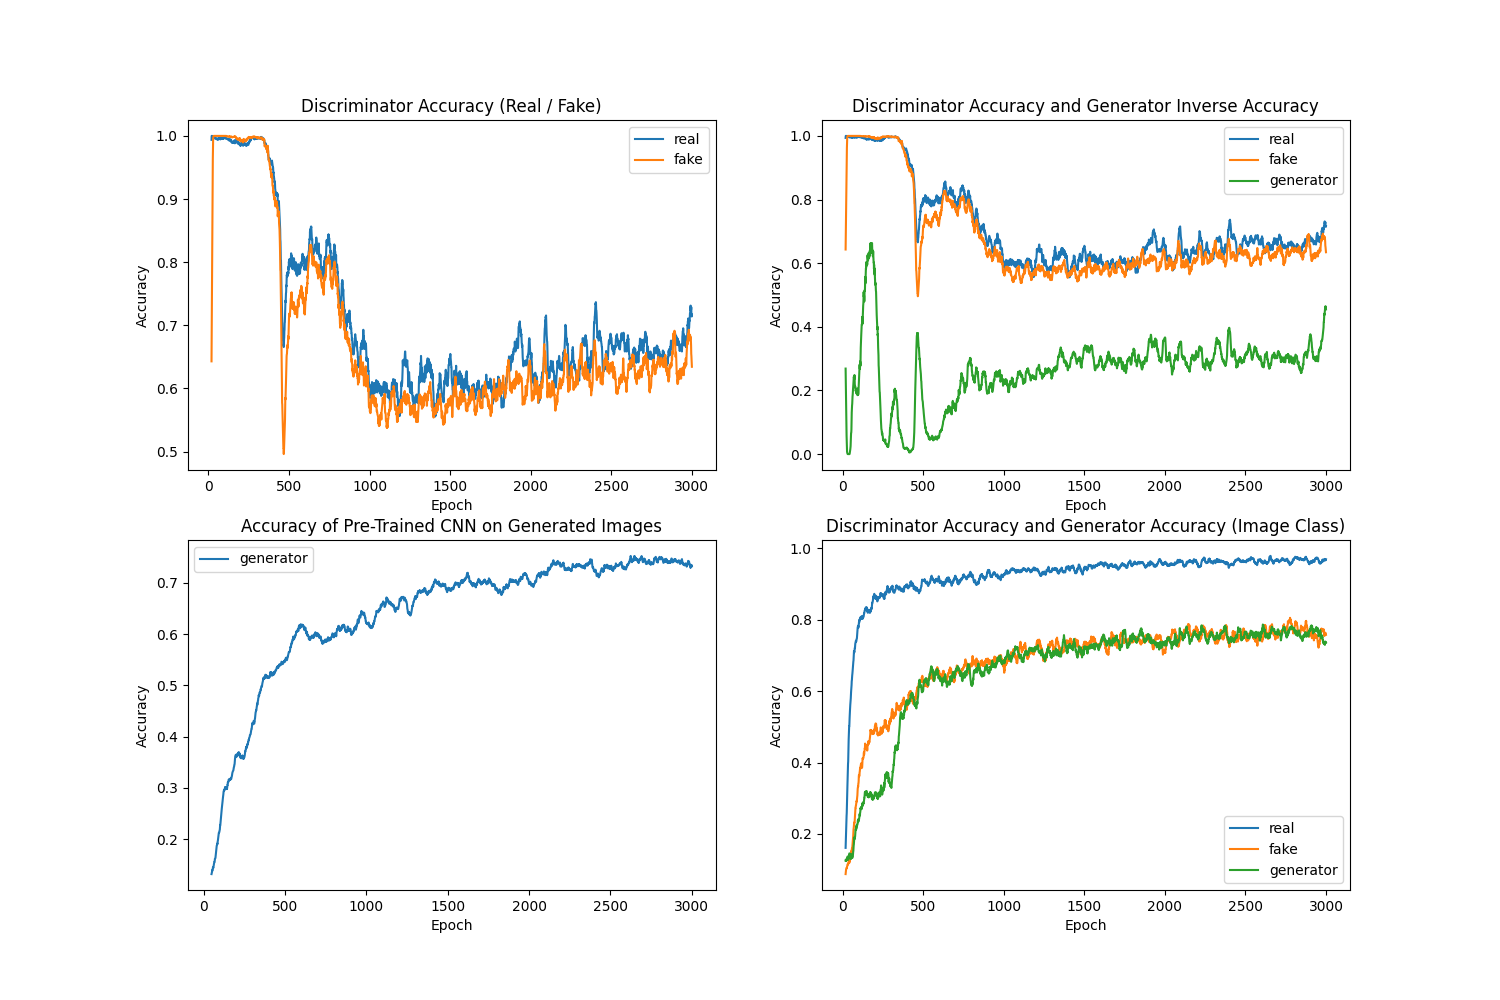 Discriminator Accuracy (Real / Fake)
1.0
0.9
0.8
0.7
0.6
0.5
Accuracy
real
fake
0 500 1000 1500 2000 2500 3000
Epoch
Discriminator Accuracy and Generator Inverse Accuracy
1.0
0.8
0.6
0.4
0.2
0.0
Accuracy
real
fake
generator
0 500 1000 1500 2000 2500 3000
Epoch
Accuracy of Pre-Trained CNN on Generated Images
generator
0.7
0.6
0.5
0.4
0.3
0.2
Accuracy
0 500 1000 1500 2000 2500 3000
Epoch
Discriminator Accuracy and Generator Accuracy (Image Class)
1.0
0.8
0.6
0.4
0.2
Accuracy
real
fake
generator
0 500 1000 1500 2000 2500 3000
Epoch